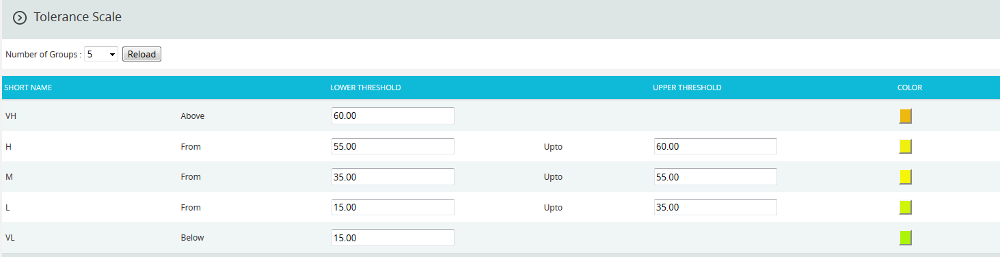 Tolerance Scale
Number of Groups : 5 Reload
SHORT NAME LOWER THRESHOLD UPPER THRESHOLD COLOR
VH Above 60.00
H From 55.00 Upto 60.00
M From 35.00 Upto 55.00
L From 15.00 Upto 35.00
VL Below 15.00